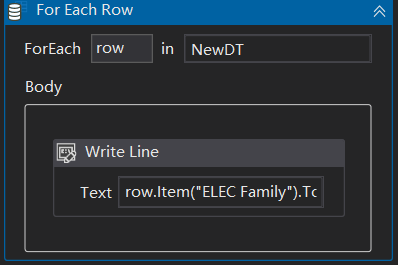 For Each Row
ForEach row in NewDT
Body
Write Line
Text row.Item("ELEC Family").To